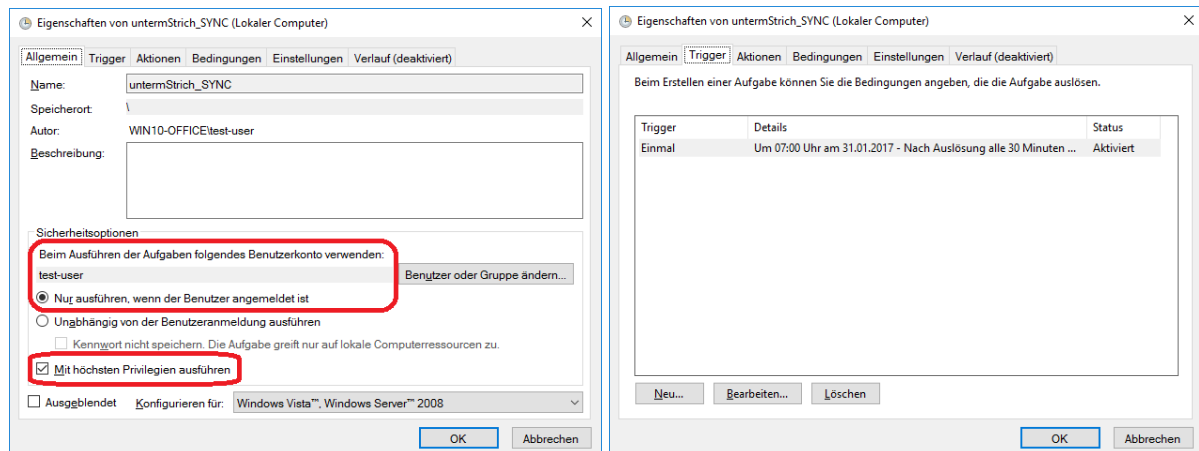 Eigenschaften von untermStrich_SYNC (Lokaler Computer)
Allgemein Trigger Aktionen Bedingungen Einstellungen Verlauf (deaktiviert)
Name: untermStrich_SYNC
Speicherort: \
Autor: WIN10-OFFICE\test-user
Beschreibung:
Sicherheitsoptionen
Beim Ausführen der Aufgaben folgendes Benutzerkonto verwenden:
test-user Benutzer oder Gruppe ändern...
Nur ausführen, wenn der Benutzer angemeldet ist
Unabhängig von der Benutzeranmeldung ausführen
Kennwort nicht speichern. Die Aufgabe greift nur auf lokale Computerressourcen zu.
Mit höchsten Privilegien ausführen
Ausgeblendet Konfigurieren für: Windows Vista™, Windows Server™ 2008
OK Abbrechen
Eigenschaften von untermStrich_SYNC (Lokaler Computer)
Allgemein Trigger Aktionen Bedingungen Einstellungen Verlauf (deaktiviert)
Beim Erstellen einer Aufgabe können Sie die Bedingungen angeben, die die Aufgabe auslösen.
Trigger Details Status
Einmal Um 07:00 Uhr am 31.01.2017 - Nach Auslösung alle 30 Minuten ... Aktiviert
Neu... Bearbeiten... Löschen
OK Abbrechen